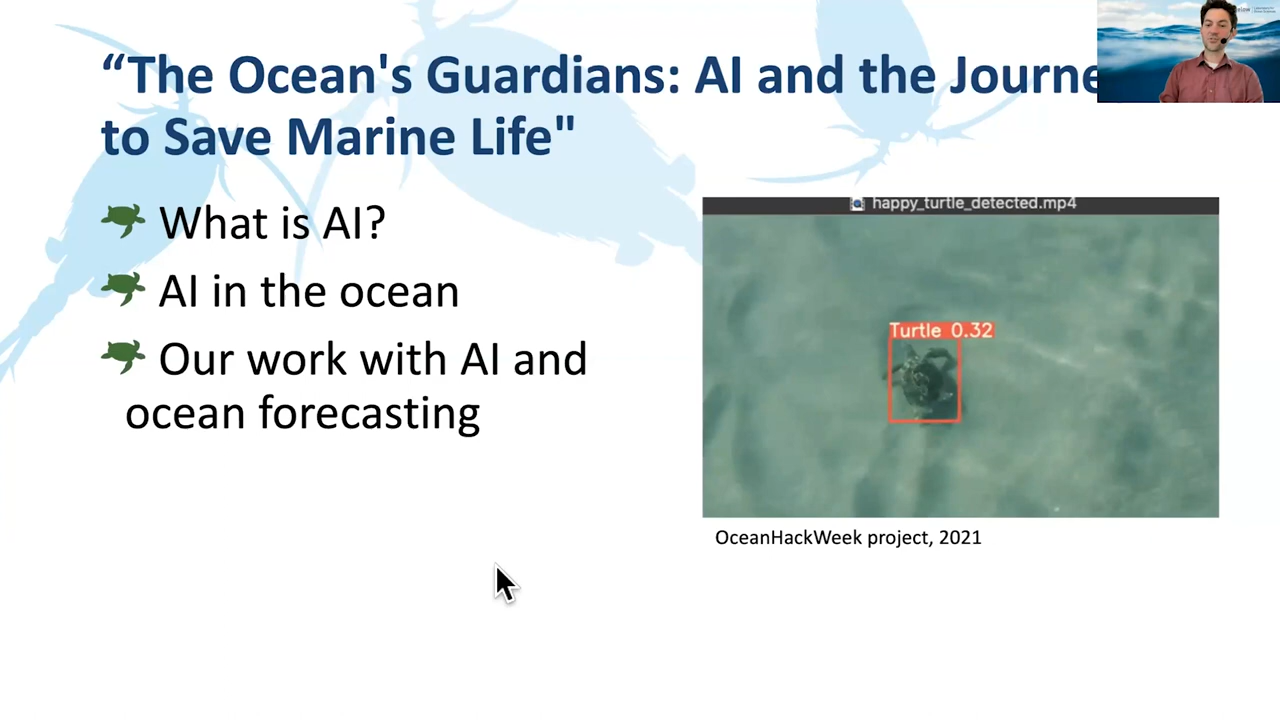 “The Ocean's Guardians: AI and the Journe
to Save Marine Life"
What is AI?
AI in the ocean
Our work with AI and
ocean forecasting
happy_turtle_detected.mp4
Turtle 0.32
OceanHackWeek project, 2021